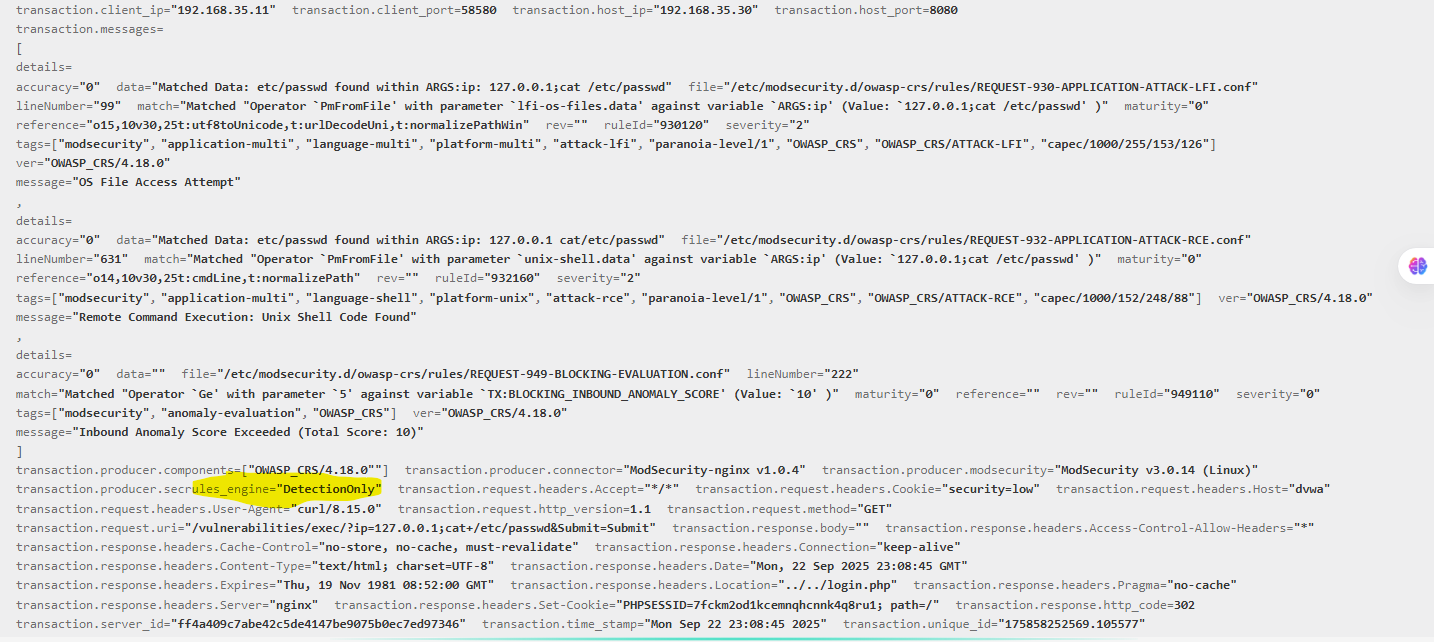 transaction.client_ip="192.168.35.11" transaction.client_port=58580 transaction.host_ip="192.168.35.30" transaction.host_port=8080
transaction.messages=
[
details=
accuracy="0" data="Matched Data: etc/passwd found within ARGS:ip: 127.0.0.1;cat /etc/passwd" file="/etc/modsecurity.d/owasp-crs/rules/REQUEST-930-APPLICATION-ATTACK-LFI.conf"
lineNumber="99" match="Matched "Operator `PmFromFile' with parameter `lfi-os-files.data' against variable `ARGS:ip' (Value: `127.0.0.1;cat /etc/passwd' )" maturity="0"
reference="o15,10v30,25t:utf8toUnicode,t:urlDecodeUni,t:normalizePathWin" rev="" ruleId="930120" severity="2"
tags=["modsecurity", "application-multi", "language-multi", "platform-multi", "attack-lfi", "paranoia-level/1", "OWASP_CRS", "OWASP_CRS/ATTACK-LFI", "capec/1000/255/153/126"]
ver="OWASP_CRS/4.18.0"
message="OS File Access Attempt"
,
details=
accuracy="0" data="Matched Data: etc/passwd found within ARGS:ip: 127.0.0.1 cat/etc/passwd" file="/etc/modsecurity.d/owasp-crs/rules/REQUEST-932-APPLICATION-ATTACK-RCE.conf"
lineNumber="631" match="Matched "Operator `PmFromFile' with parameter `unix-shell.data' against variable `ARGS:ip' (Value: `127.0.0.1;cat /etc/passwd' )" maturity="0"
reference="o14,10v30,25t:cmdLine,t:normalizePath" rev="" ruleId="932160" severity="2"
tags=["modsecurity", "application-multi", "language-shell", "platform-unix", "attack-rce", "paranoia-level/1", "OWASP_CRS", "OWASP_CRS/ATTACK-RCE", "capec/1000/152/248/88"] ver="OWASP_CRS/4.18.0"
message="Remote Command Execution: Unix Shell Code Found"
,
details=
accuracy="0" data="" file="/etc/modsecurity.d/owasp-crs/rules/REQUEST-949-BLOCKING-EVALUATION.conf" lineNumber="222"
match="Matched "Operator `Ge' with parameter `5' against variable `TX:BLOCKING_INBOUND_ANOMALY_SCORE' (Value: `10' )" maturity="0" reference="" rev="" ruleId="949110" severity="0"
tags=["modsecurity", "anomaly-evaluation", "OWASP_CRS"] ver="OWASP_CRS/4.18.0"
message="Inbound Anomaly Score Exceeded (Total Score: 10)"
]
transaction.producer.components=["OWASP_CRS/4.18.0""] transaction.producer.connector="ModSecurity-nginx v1.0.4" transaction.producer.modsecurity="ModSecurity v3.0.14 (Linux)"
transaction.producer.secrules_engine="DetectionOnly" transaction.request.headers.Accept="*/*" transaction.request.headers.Cookie="security=low" transaction.request.headers.Host="dvwa"
transaction.request.headers.User-Agent="curl/8.15.0" transaction.request.http_version=1.1 transaction.request.method="GET"
transaction.request.uri="/vulnerabilities/exec/?ip=127.0.0.1;cat+/etc/passwd&Submit=Submit" transaction.response.body="" transaction.response.headers.Access-Control-Allow-Headers="*"
transaction.response.headers.Cache-Control="no-store, no-cache, must-revalidate" transaction.response.headers.Connection="keep-alive"
transaction.response.headers.Content-Type="text/html; charset=UTF-8" transaction.response.headers.Date="Mon, 22 Sep 2025 23:08:45 GMT"
transaction.response.headers.Expires="Thu, 19 Nov 1981 08:52:00 GMT" transaction.response.headers.Location="../../login.php" transaction.response.headers.Pragma="no-cache"
transaction.response.headers.Server="nginx" transaction.response.headers.Set-Cookie="PHPSESSID=7fckm2od1kcemnqhcnnk4q8ru1; path=/" transaction.response.http_code=302
transaction.server_id="ff4a409c7abe42c5de4147be9075b0ec7ed97346" transaction.time_stamp="Mon Sep 22 23:08:45 2025" transaction.unique_id="175858252569.105577"